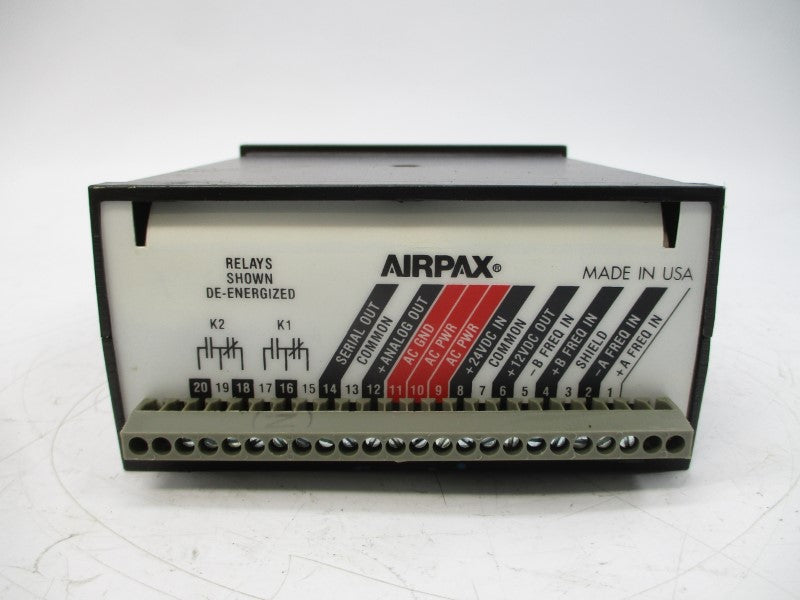 RELAYS
SHOWN
DE-ENERGIZED
AIRPAX®
MADE IN USA
K2 K1
SERIAL OUT
COMMON
+ANALOG OUT
AC GND
AC PWR
AC PWR
+24VDC IN
COMMON
+12VDC OUT
-B FREQ IN
+B FREQ IN
SHIELD
-A FREQ IN
+A FREQ IN
20 19 18 17 16 15 14 13 12 11 10 9 8 7 6 5 4 3 2 1